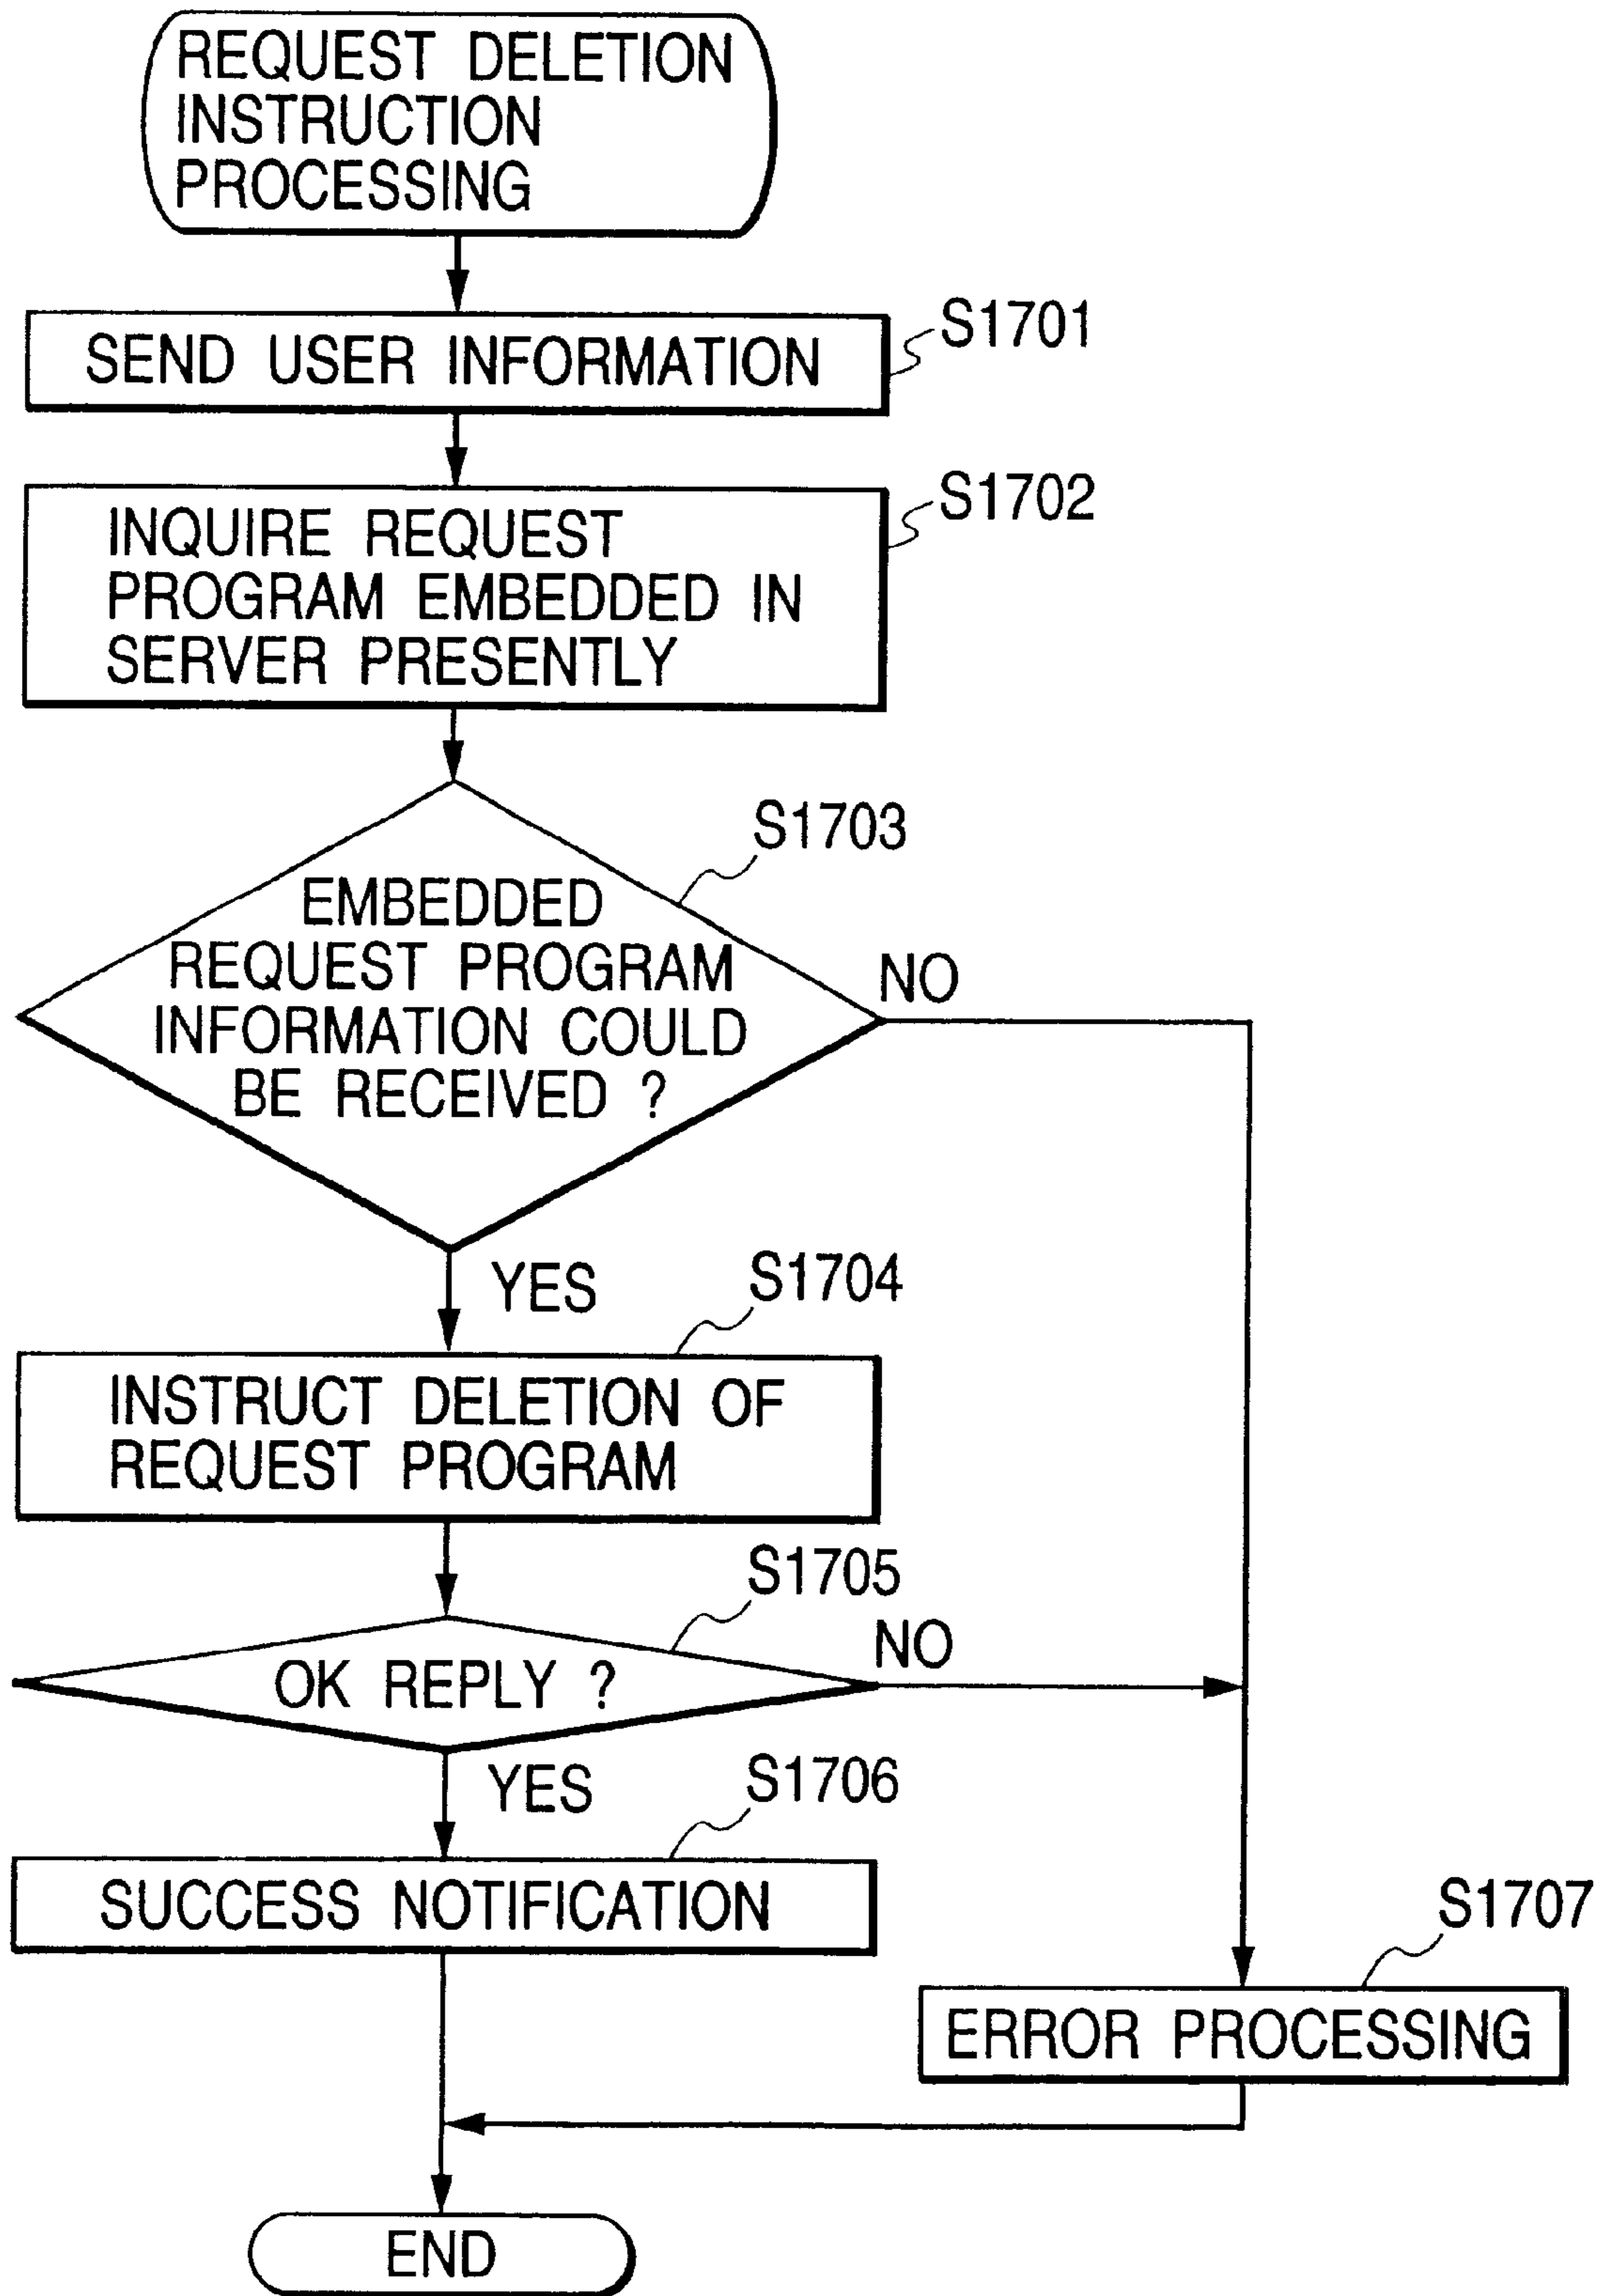 REQUEST DELETION
INSTRUCTION
PROCESSING
S1701
SEND USER INFORMATION
S1702
INQUIRE REQUEST
PROGRAM EMBEDDED IN
SERVER PRESENTLY
S1703
EMBEDDED
REQUEST PROGRAM
INFORMATION COULD
BE RECEIVED ?
NO
YES
S1704
INSTRUCT DELETION OF
REQUEST PROGRAM
S1705
OK REPLY ?
NO
YES
S1706
SUCCESS NOTIFICATION
S1707
ERROR PROCESSING
END